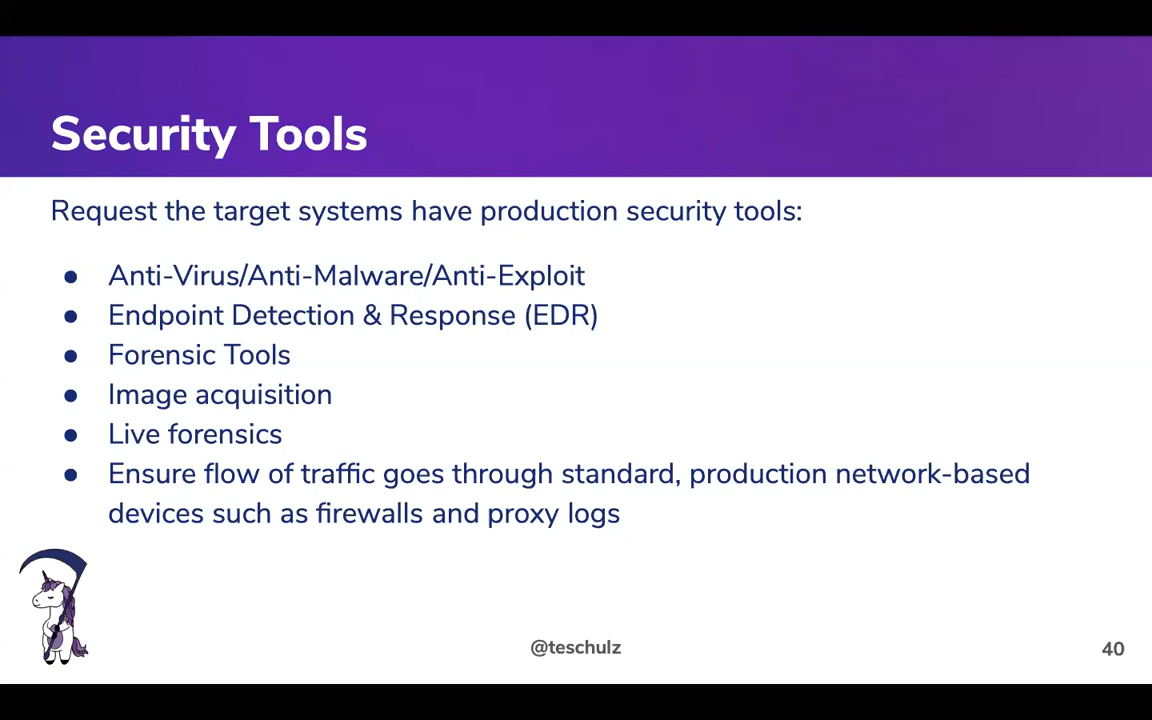 Security Tools
Request the target systems have production security tools:
● Anti-Virus/Anti-Malware/Anti-Exploit
● Endpoint Detection & Response (EDR)
● Forensic Tools
● Image acquisition
● Live forensics
● Ensure flow of traffic goes through standard, production network-based
devices such as firewalls and proxy logs
@teschulz
40